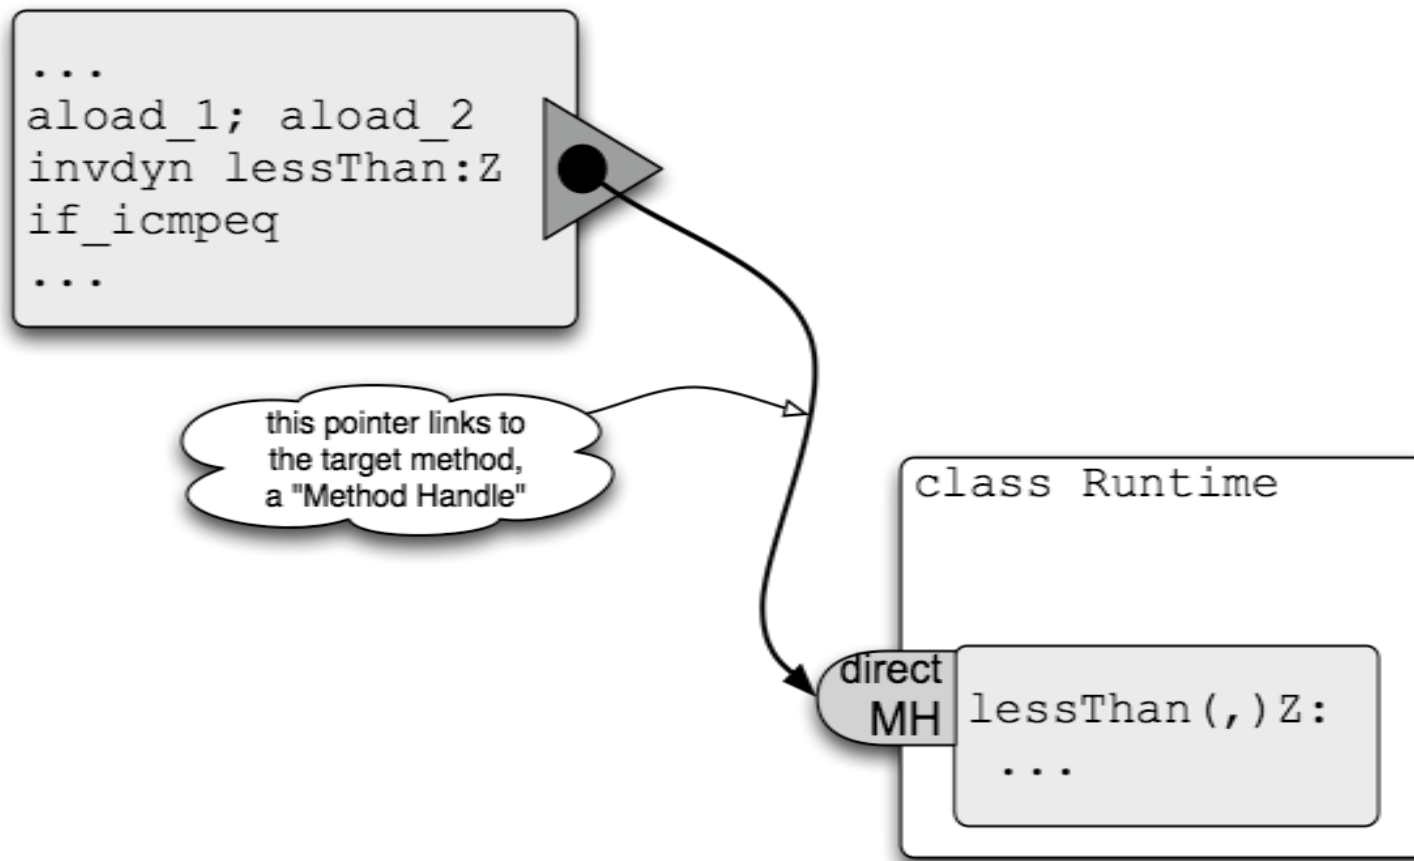 ...
aload_1; aload_2
invdyn lessThan:Z
if_icmpeq
...
this pointer links to
the target method,
a "Method Handle"
class Runtime
direct
MH
lessThan(,)Z:
...